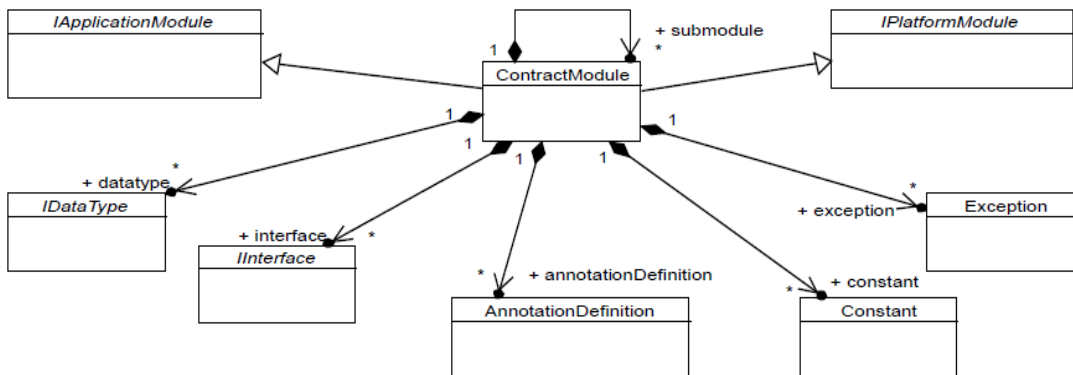 IApplicationModule
IPlatformModule
1
+ submodule
*
ContractModule
1
1
1
1
1
*
+ datatype
IDataType
*
+ exception
Exception
+ interface
*
IInterface
*
+ annotationDefinition
AnnotationDefinition
+ constant
*
Constant